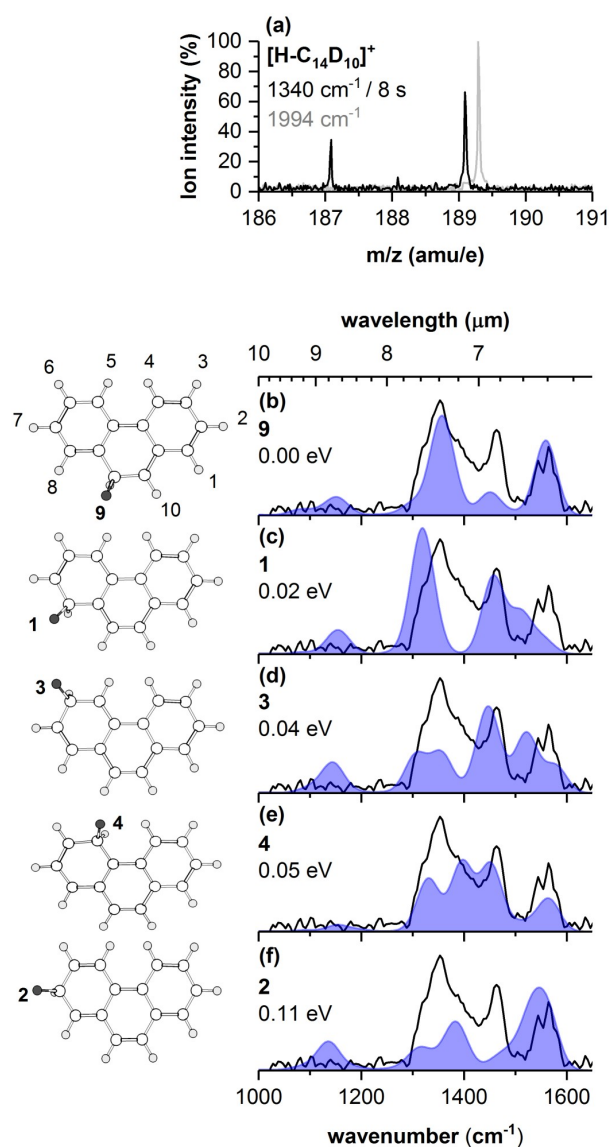 (a)
[H-C₁₄D₁₀]⁺
1340 cm⁻¹ / 8 s
1994 cm⁻¹
Ion intensity (%)
100
80
60
40
20
0
186 187 188 189 190 191
m/z (amu/e)
wavelength (μm)
10 9 8 7
6 5 4 3
7 2
8 9 10 1
(b)
9
0.00 eV
1
(c)
1
0.02 eV
3
(d)
3
0.04 eV
4
(e)
4
0.05 eV
2
(f)
2
0.11 eV
1000 1200 1400 1600
wavenumber (cm⁻¹)